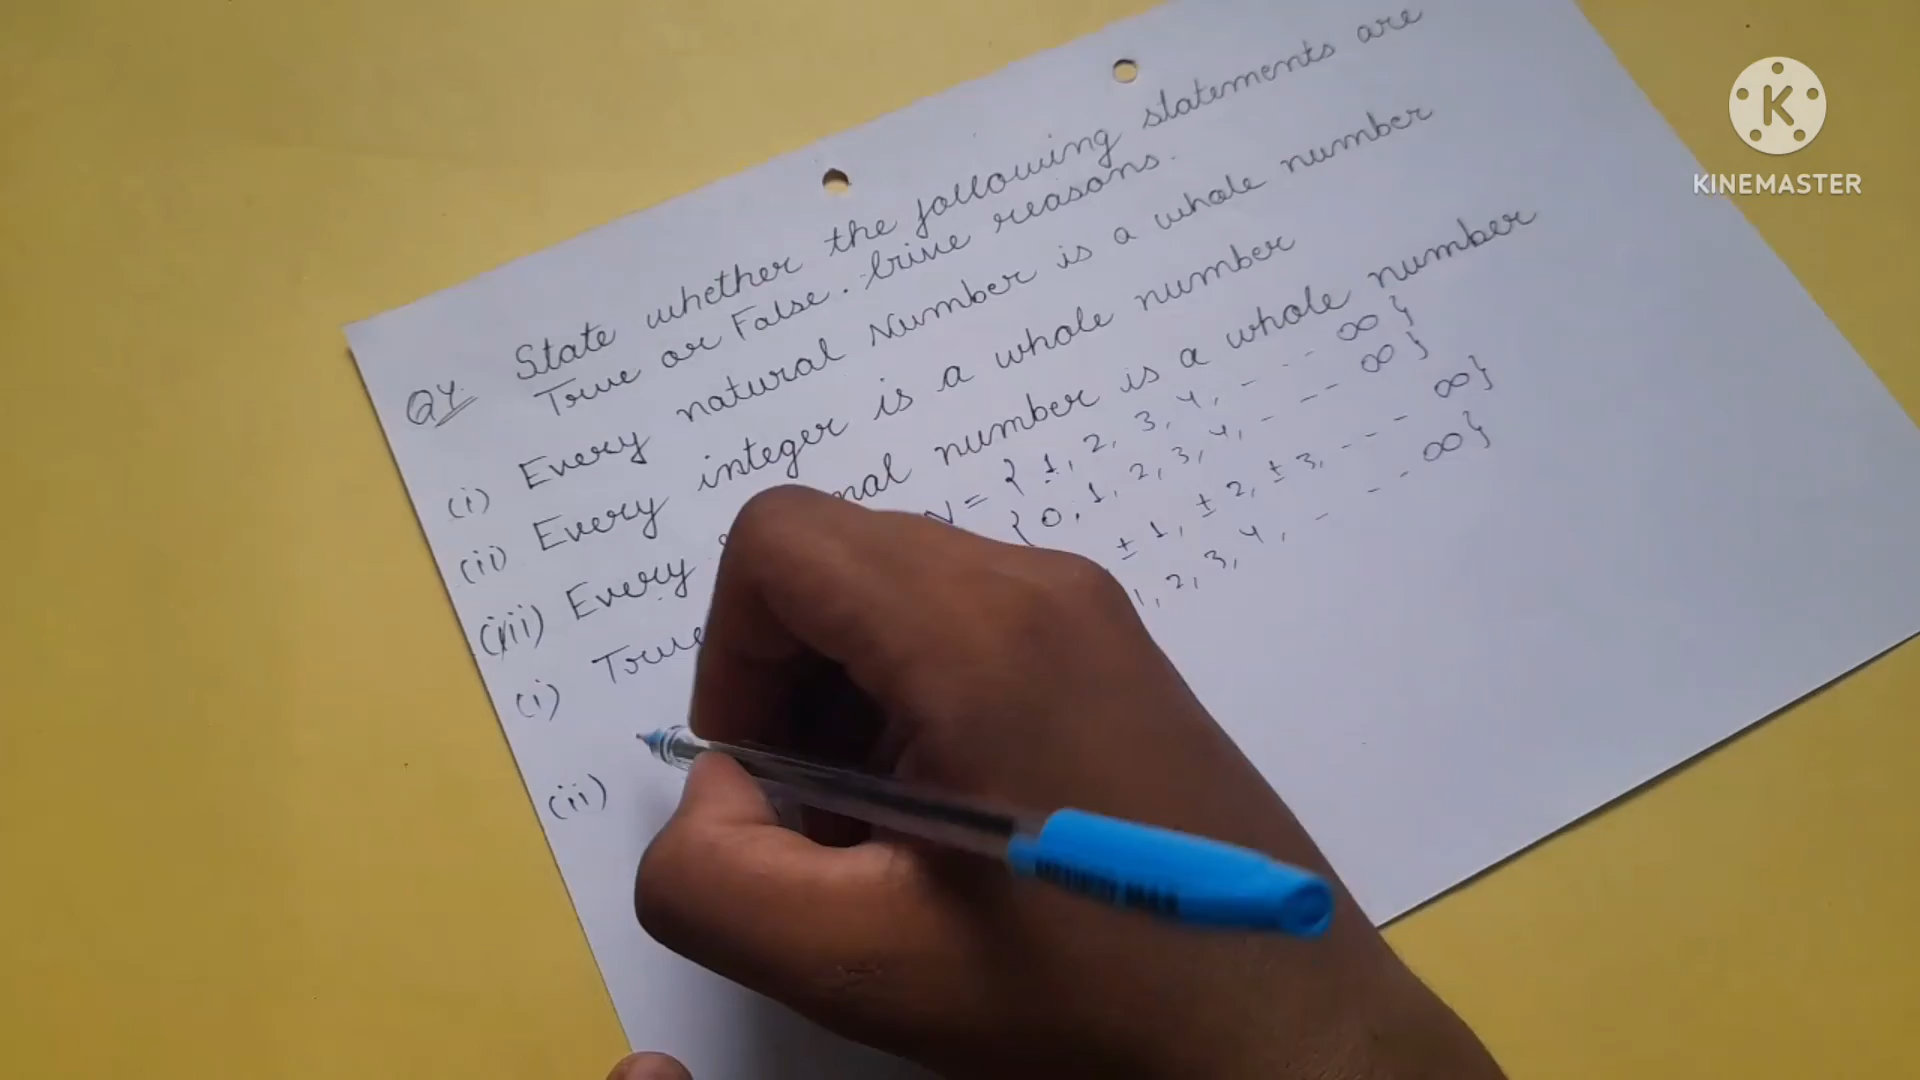 Q4. State whether the following statements are
True or False. Give reasons.
(i) Every natural Number is a whole number
(ii) Every integer is a whole number
(iii) Every number is a whole number
(i) True N = { 1, 2, 3, 4, - - - ∞ }
{ 0, 1, 2, 3, 4, - - - ∞ }
(ii) ± 1, ± 2, ± 3, - - - ∞ }
1, 2, 3, 4, - - - ∞ }
K
KINEMASTER